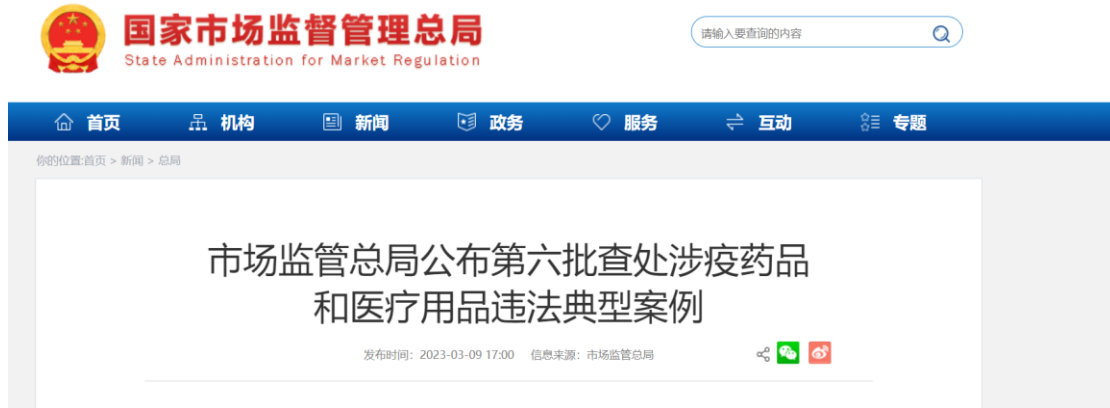 国家市场监督管理总局
State Administration for Market Regulation
请输入要查询的内容
首页 机构 新闻 政务 服务 互动 专题
你的位置:首页 > 新闻 > 总局
市场监管总局公布第六批查处涉疫药品
和医疗用品违法典型案例
发布时间：2023-03-09 17:00 信息来源：市场监管总局